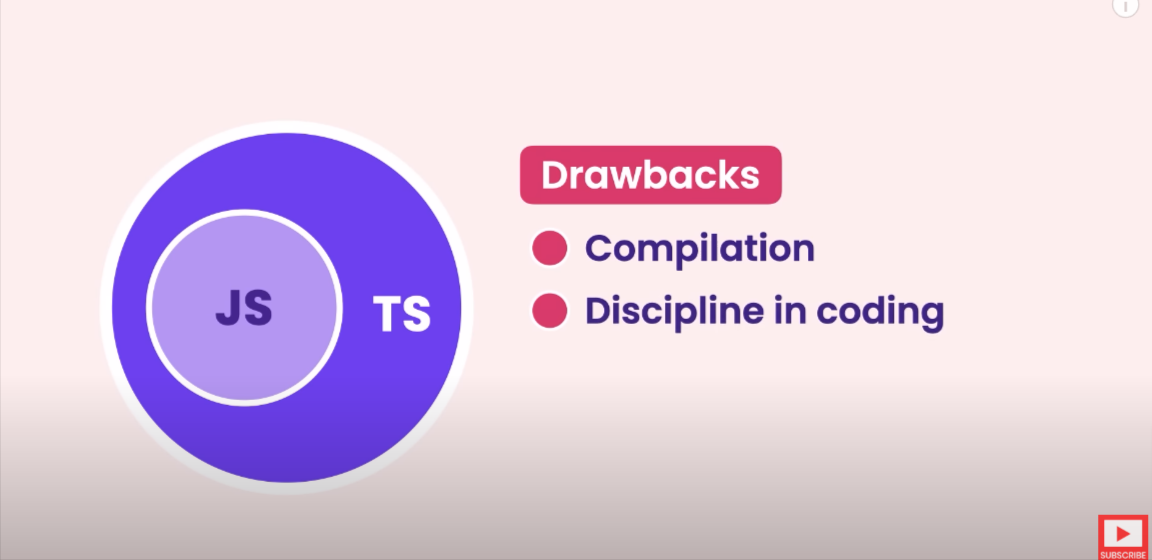 Drawbacks
Compilation
JS
TS
Discipline in coding
SUBSCRIBE